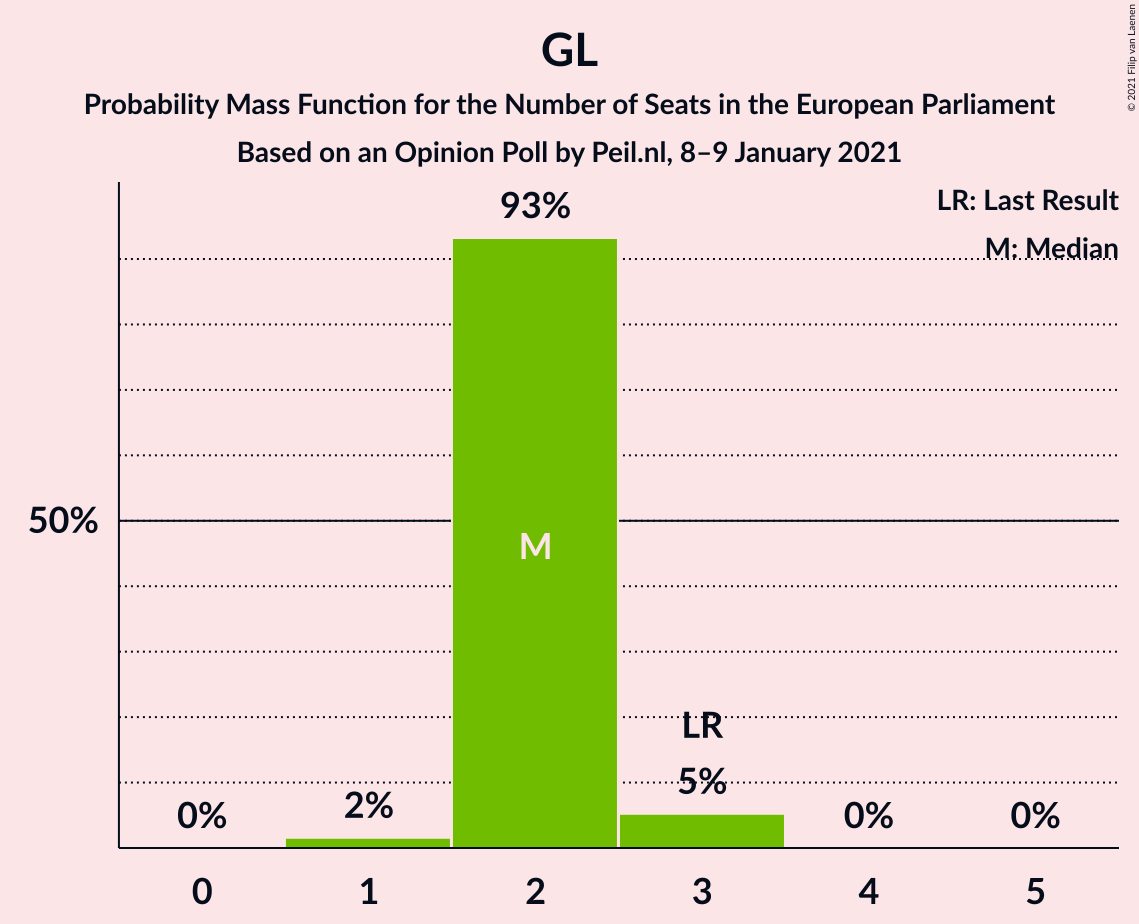 GL
Probability Mass Function for the Number of Seats in the European Parliament
Based on an Opinion Poll by Peil.nl, 8–9 January 2021
© 2021 Filip van Laenen
LR: Last Result
M: Median
93%
50%
M
LR
5%
2%
0%
0%
0%
0 1 2 3 4 5